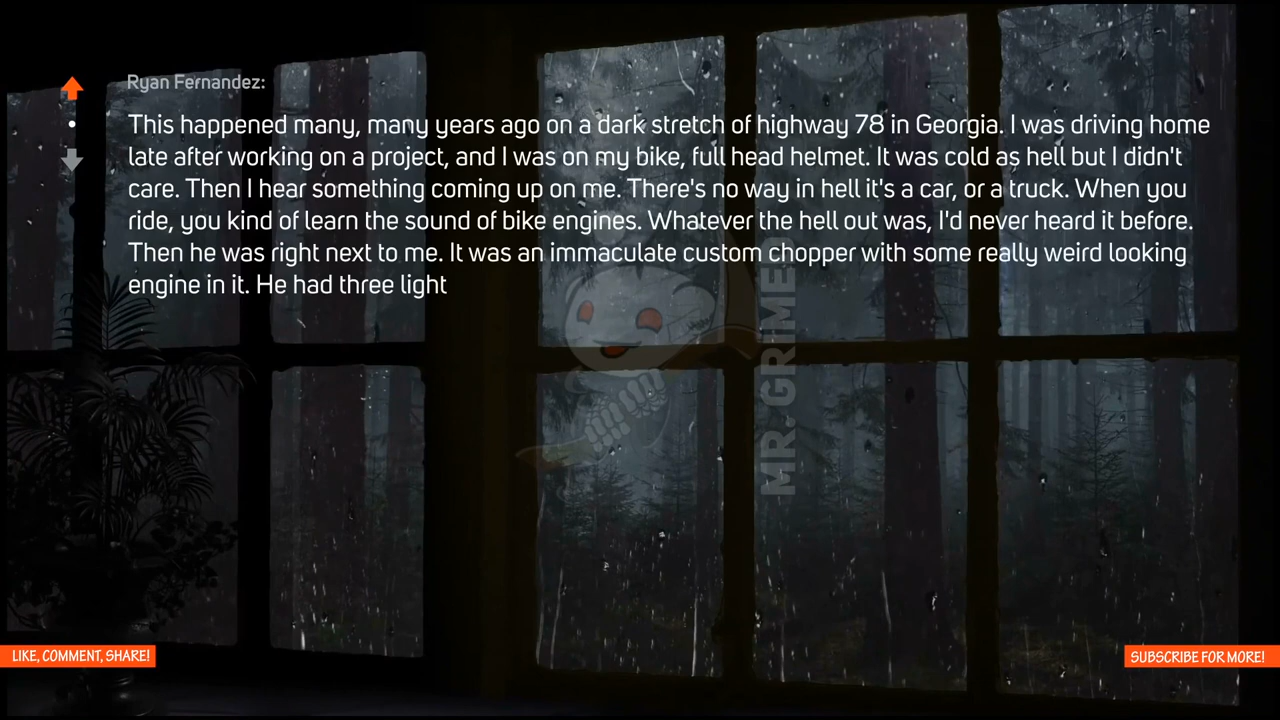 Ryan Fernandez:
This happened many, many years ago on a dark stretch of highway 78 in Georgia. I was driving home
late after working on a project, and I was on my bike, full head helmet. It was cold as hell but I didn't
care. Then I hear something coming up on me. There's no way in hell it's a car, or a truck. When you
ride, you kind of learn the sound of bike engines. Whatever the hell out was, I'd never heard it before.
Then he was right next to me. It was an immaculate custom chopper with some really weird looking
engine in it. He had three light
MR. GRIMES
LIKE, COMMENT, SHARE!
SUBSCRIBE FOR MORE!